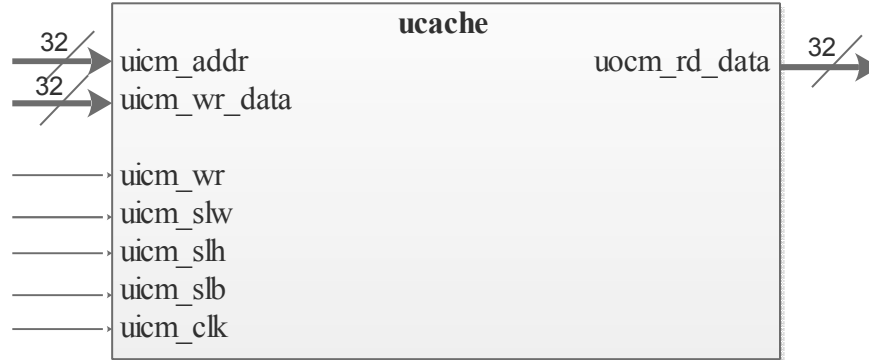 ucache
32
uicm_addr
uocm_rd_data
32
32
uicm_wr_data
uicm_wr
uicm_slw
uicm_slh
uicm_slb
uicm_clk